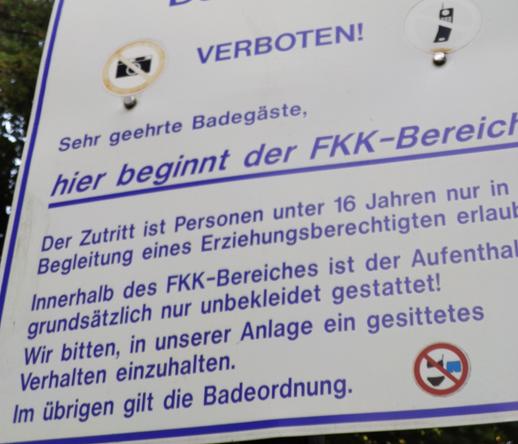 VERBOTEN!
Sehr geehrte Badegäste,
hier beginnt der FKK-Bereich
Der Zutritt ist Personen unter 16 Jahren nur in
Begleitung eines Erziehungsberechtigten erlaub
Innerhalb des FKK-Bereiches ist der Aufenthal
grundsätzlich nur unbekleidet gestattet!
Wir bitten, in unserer Anlage ein gesittetes
Verhalten einzuhalten.
Im übrigen gilt die Badeordnung.